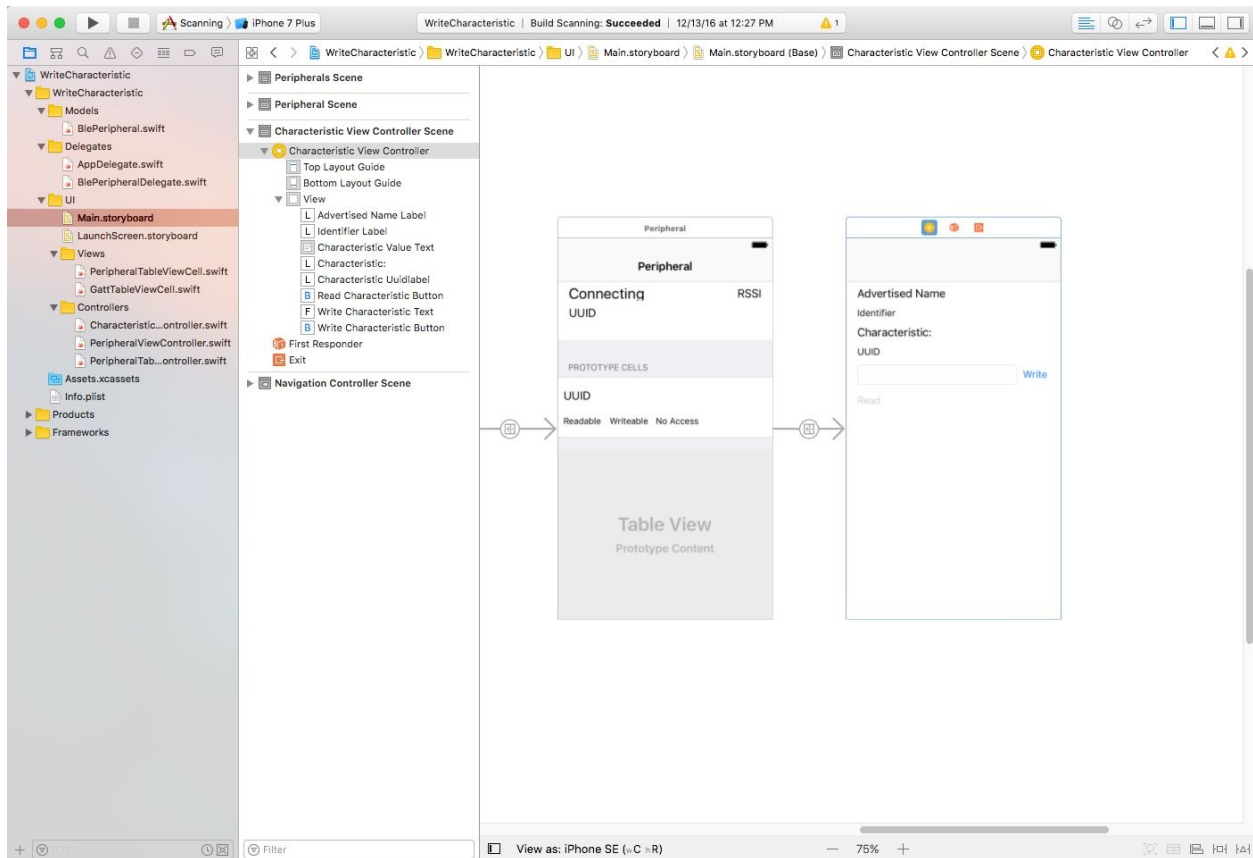 Scanning
iPhone 7 Plus
WriteCharacteristic | Build Scanning: Succeeded | 12/13/16 at 12:27 PM
1
WriteCharacteristic
WriteCharacteristic
UI
Main.storyboard
Main.storyboard (Base)
Characteristic View Controller Scene
Characteristic View Controller
WriteCharacteristic
WriteCharacteristic
Models
BlePeripheral.swift
Delegates
AppDelegate.swift
BlePeripheralDelegate.swift
UI
Main.storyboard
LaunchScreen.storyboard
Views
PeripheralTableViewCell.swift
GattTableViewCell.swift
Controllers
Characteristic...ontroller.swift
PeripheralViewController.swift
PeripheralTab...ontroller.swift
Assets.xcassets
Info.plist
Products
Frameworks
Peripherals Scene
Peripheral Scene
Characteristic View Controller Scene
Characteristic View Controller
Top Layout Guide
Bottom Layout Guide
View
L Advertised Name Label
L Identifier Label
Characteristic Value Text
L Characteristic:
L Characteristic Uuidlabel
B Read Characteristic Button
F Write Characteristic Text
B Write Characteristic Button
First Responder
Exit
Navigation Controller Scene
Peripheral
Peripheral
Connecting RSSI
UUID
PROTOTYPE CELLS
UUID
Readable Writeable No Access
Table View
Prototype Content
Advertised Name
Identifier
Characteristic:
UUID
Write
Read
Filter
View as: iPhone SE (wC hR)
75%